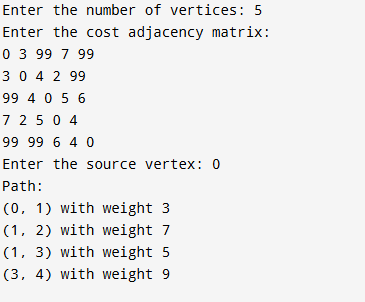 Enter the number of vertices: 5
Enter the cost adjacency matrix:
0 3 99 7 99
3 0 4 2 99
99 4 0 5 6
7 2 5 0 4
99 99 6 4 0
Enter the source vertex: 0
Path:
(0, 1) with weight 3
(1, 2) with weight 7
(1, 3) with weight 5
(3, 4) with weight 9